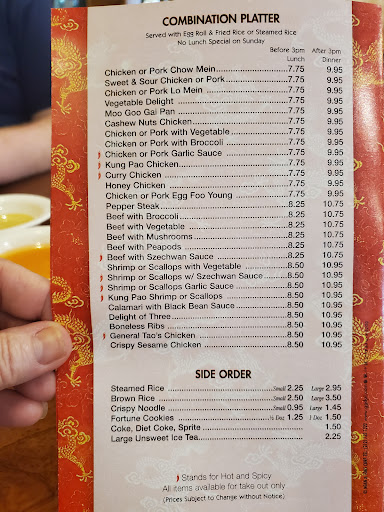 COMBINATION PLATTER
Served with Egg Roll & Fried Rice or Steamed Rice
No Lunch Special on Sunday
Before 3pm After 3pm
Lunch Dinner
Chicken or Pork Chow Mein 7.75 9.95
Sweet & Sour Chicken or Pork 7.75 9.95
Chicken or Pork Lo Mein 7.75 9.95
Vegetable Delight 7.75 9.95
Moo Goo Gai Pan 7.75 9.95
Cashew Nuts Chicken 7.75 9.95
Chicken or Pork with Vegetable 7.75 9.95
Chicken or Pork with Broccoli 7.75 9.95
Chicken or Pork Garlic Sauce 7.75 9.95
Kung Pao Chicken 7.75 9.95
Curry Chicken 7.75 9.95
Honey Chicken 7.75 9.95
Chicken or Pork Egg Foo Young 7.75 9.95
Pepper Steak 8.25 10.75
Beef with Broccoli 8.25 10.75
Beef with Vegetable 8.25 10.75
Beef with Mushrooms 8.25 10.75
Beef with Peapods 8.25 10.75
Beef with Szechwan Sauce 8.25 10.75
Shrimp or Scallops with Vegetable 8.50 10.95
Shrimp or Scallops w/ Szechwan Sauce 8.50 10.95
Shrimp or Scallops Garlic Sauce 8.50 10.95
Kung Pao Shrimp or Scallops 8.50 10.95
Calamari with Black Bean Sauce 8.50 10.95
Delight of Three 8.50 10.95
Boneless Ribs 8.50 10.95
General Tao's Chicken 8.50 10.95
Crispy Sesame Chicken 8.50 10.95
SIDE ORDER
Steamed Rice Small 2.25 Large 2.95
Brown Rice Small 2.50 Large 3.50
Crispy Noodle Small 0.95 Large 1.45
Fortune Cookies ½ Doz. 1.25 1 Doz. 1.50
Coke, Diet Coke, Sprite 1.50
Large Unsweet Ice Tea 2.25
Stands for Hot and Spicy
All items available for take out only
(Prices Subject to Change without Notice)